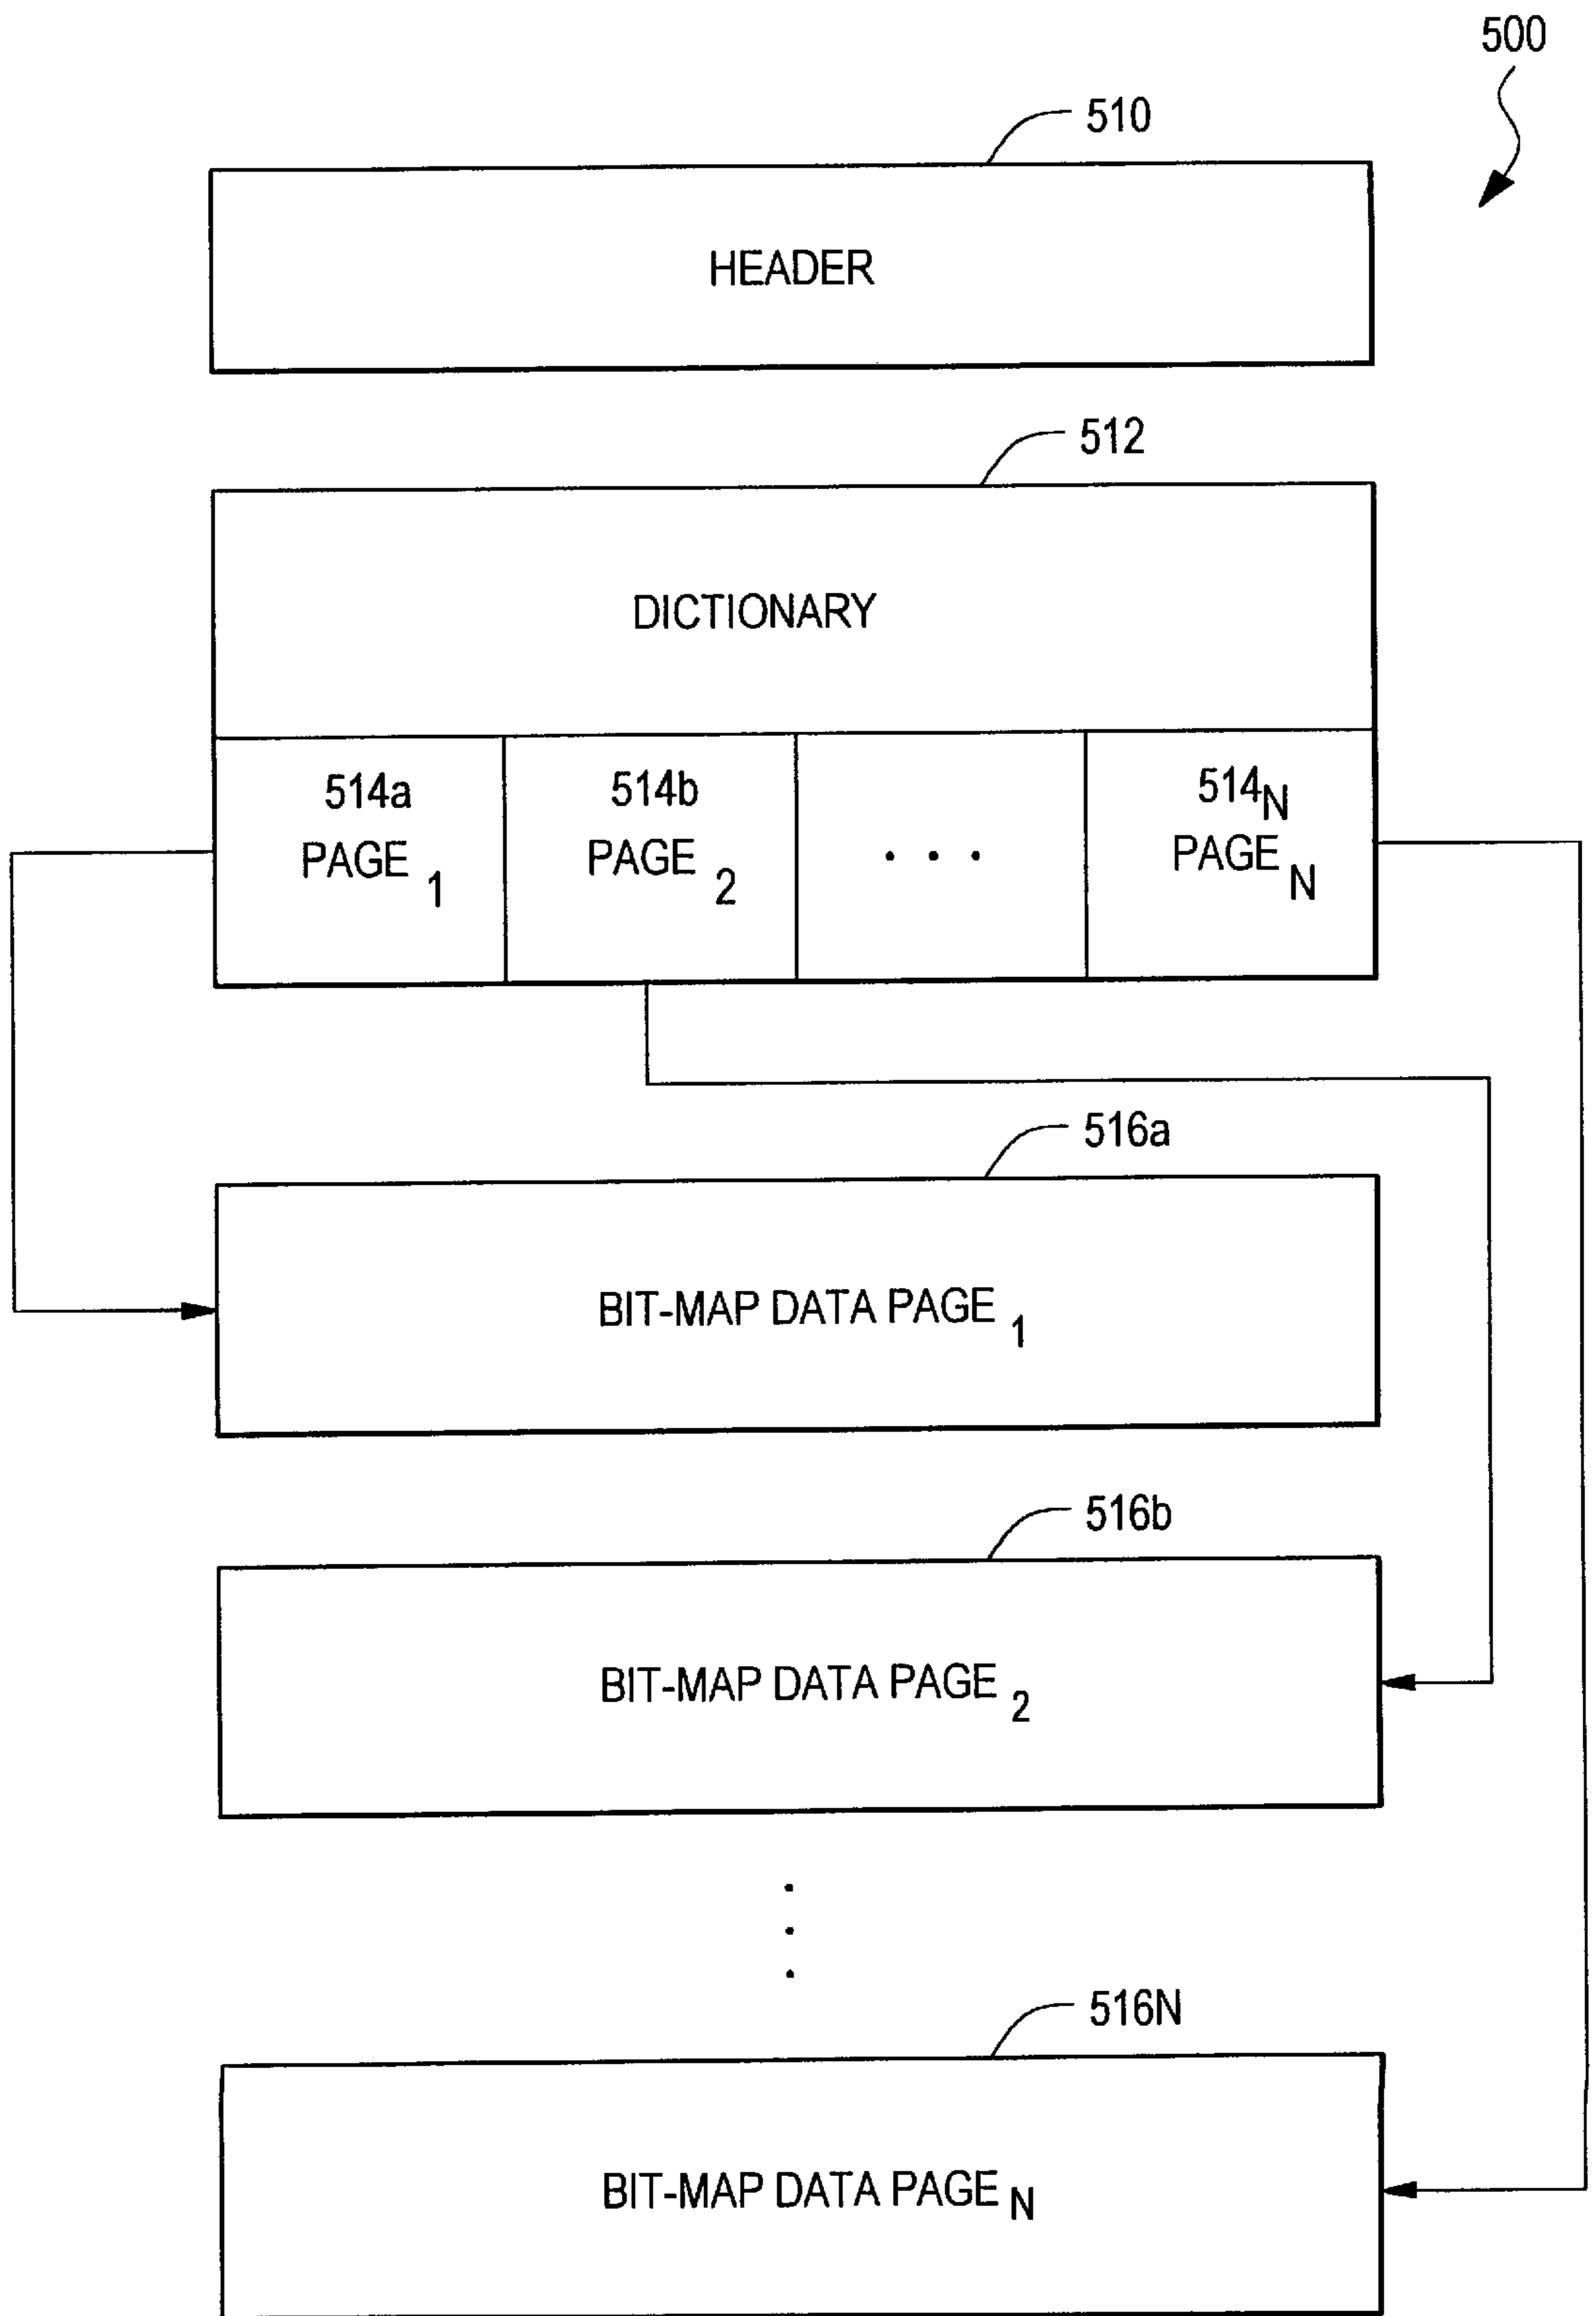 500
510
HEADER
512
DICTIONARY
514a 514b 514N
PAGE 1 PAGE 2 . . . PAGE N
516a
BIT-MAP DATA PAGE 1
516b
BIT-MAP DATA PAGE 2
.
.
.
516N
BIT-MAP DATA PAGE N